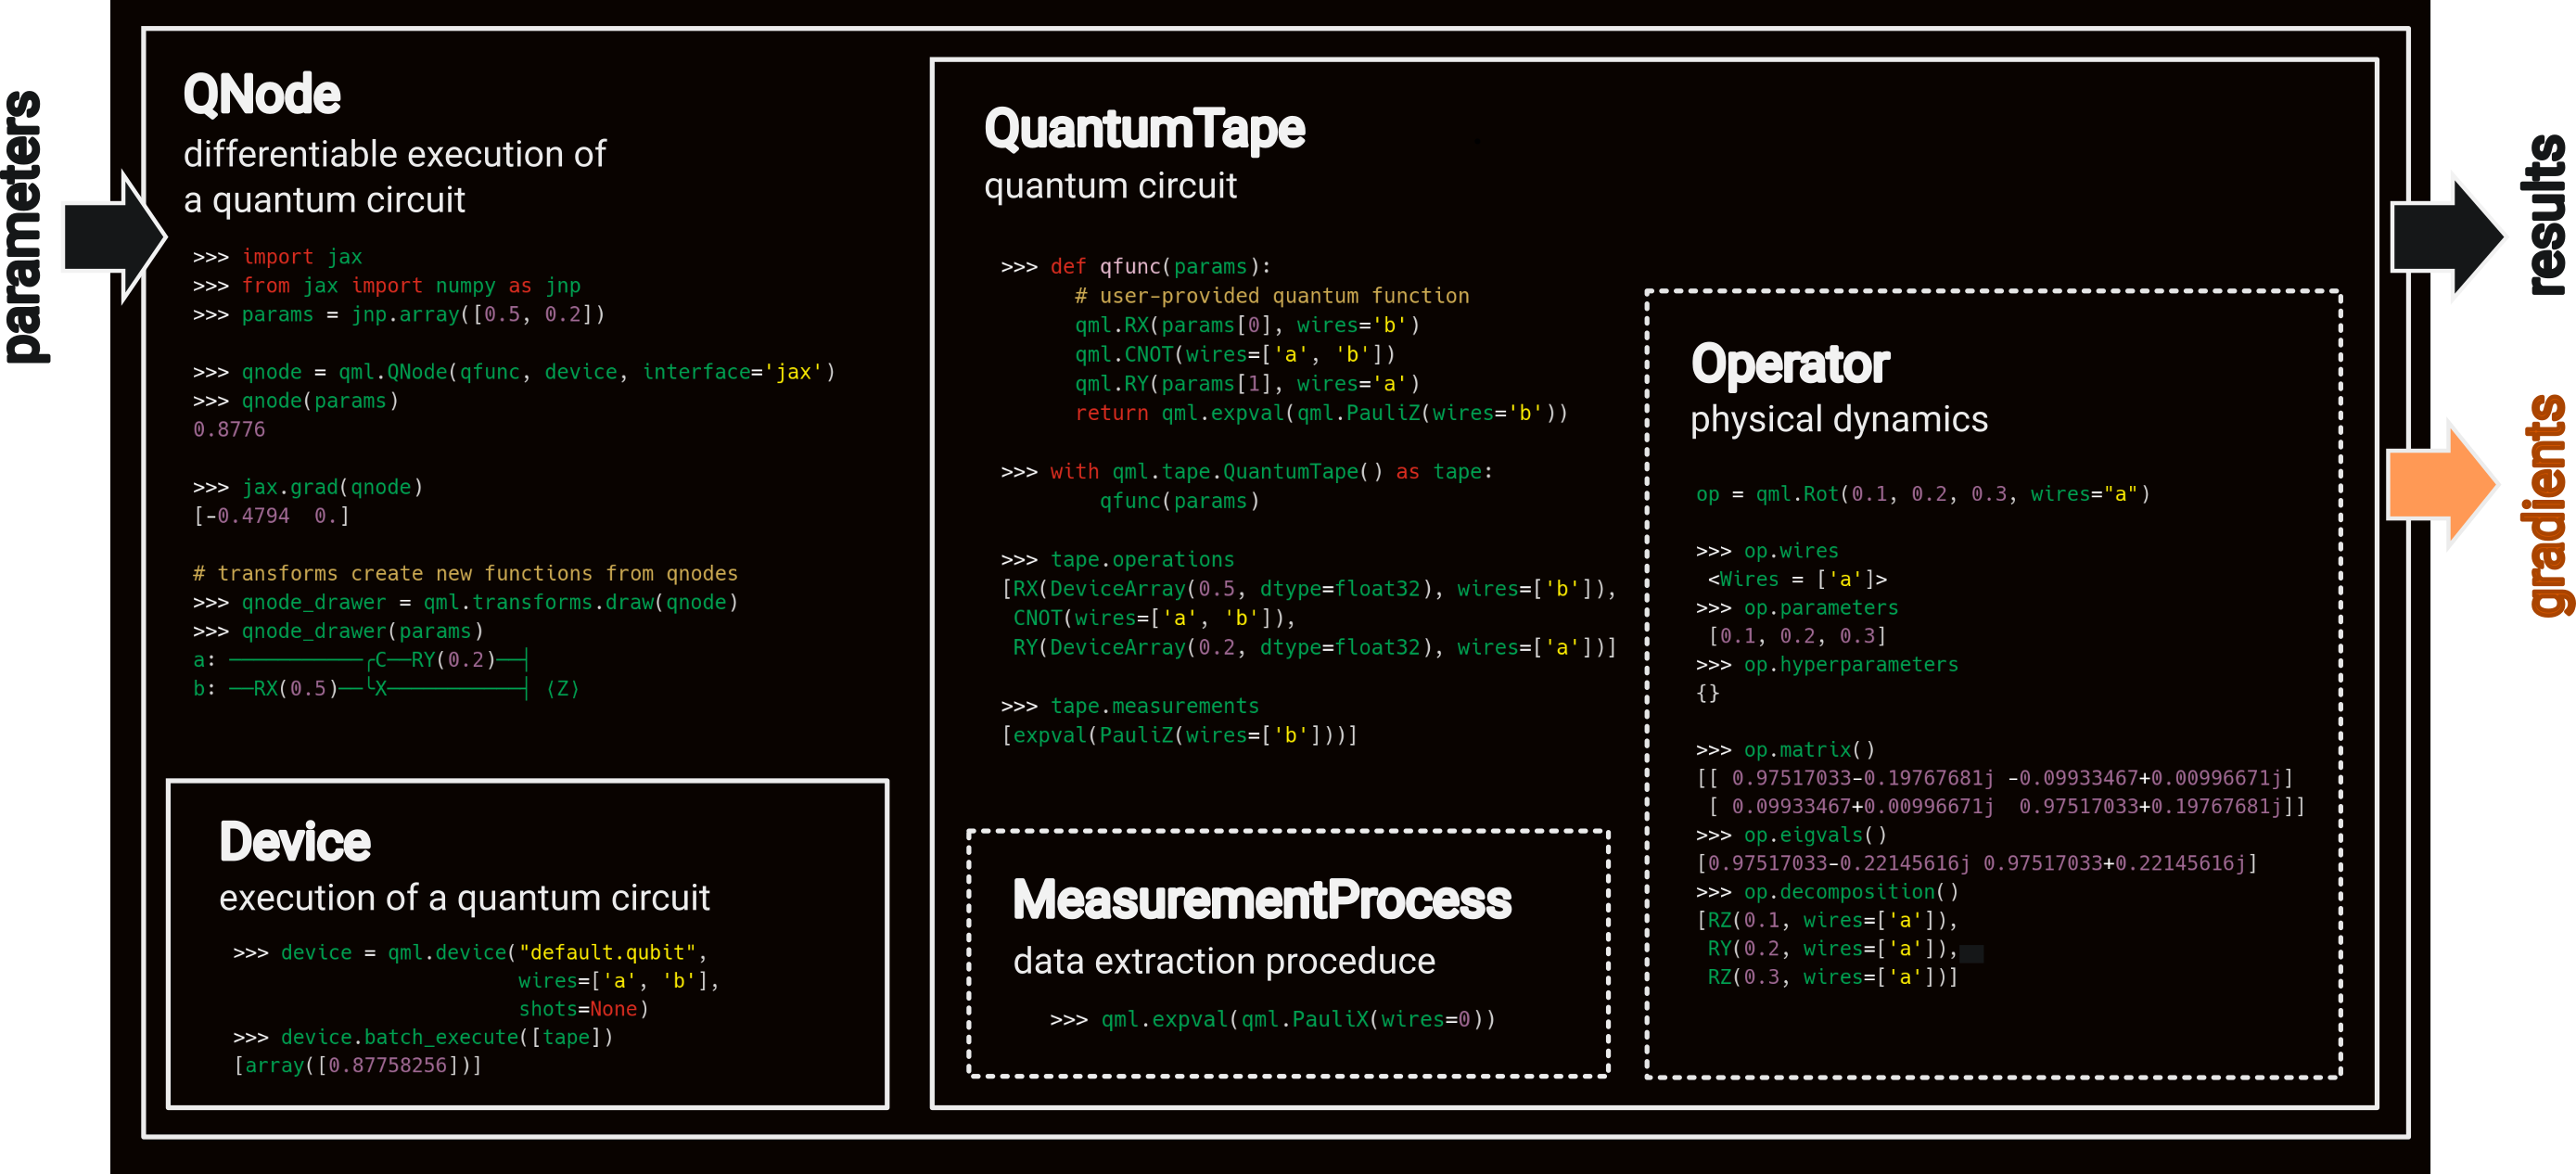 parameters
QNode
differentiable execution of
a quantum circuit
>>> import jax
>>> from jax import numpy as jnp
>>> params = jnp.array([0.5, 0.2])
>>> qnode = qml.QNode(qfunc, device, interface='jax')
>>> qnode(params)
0.8776
>>> jax.grad(qnode)
[-0.4794  0.]
# transforms create new functions from qnodes
>>> qnode_drawer = qml.transforms.draw(qnode)
>>> qnode_drawer(params)
a: ───────────╭C──RY(0.2)──┤
b: ──RX(0.5)──╰X───────────┤ ⟨Z⟩
Device
execution of a quantum circuit
>>> device = qml.device("default.qubit",
wires=['a', 'b'],
shots=None)
>>> device.batch_execute([tape])
[array([0.87758256])]
QuantumTape
quantum circuit
>>> def qfunc(params):
# user-provided quantum function
qml.RX(params[0], wires='b')
qml.CNOT(wires=['a', 'b'])
qml.RY(params[1], wires='a')
return qml.expval(qml.PauliZ(wires='b'))
>>> with qml.tape.QuantumTape() as tape:
qfunc(params)
>>> tape.operations
[RX(DeviceArray(0.5, dtype=float32), wires=['b']),
CNOT(wires=['a', 'b']),
RY(DeviceArray(0.2, dtype=float32), wires=['a'])]
>>> tape.measurements
[expval(PauliZ(wires=['b']))]
MeasurementProcess
data extraction proceduce
>>> qml.expval(qml.PauliX(wires=0))
Operator
physical dynamics
op = qml.Rot(0.1, 0.2, 0.3, wires="a")
>>> op.wires
<Wires = ['a']>
>>> op.parameters
[0.1, 0.2, 0.3]
>>> op.hyperparameters
{}
>>> op.matrix()
[[ 0.97517033-0.19767681j -0.09933467+0.00996671j]
[ 0.09933467+0.00996671j  0.97517033+0.19767681j]]
>>> op.eigvals()
[0.97517033-0.22145616j 0.97517033+0.22145616j]
>>> op.decomposition()
[RZ(0.1, wires=['a']),
RY(0.2, wires=['a']),
RZ(0.3, wires=['a'])]
results
gradients